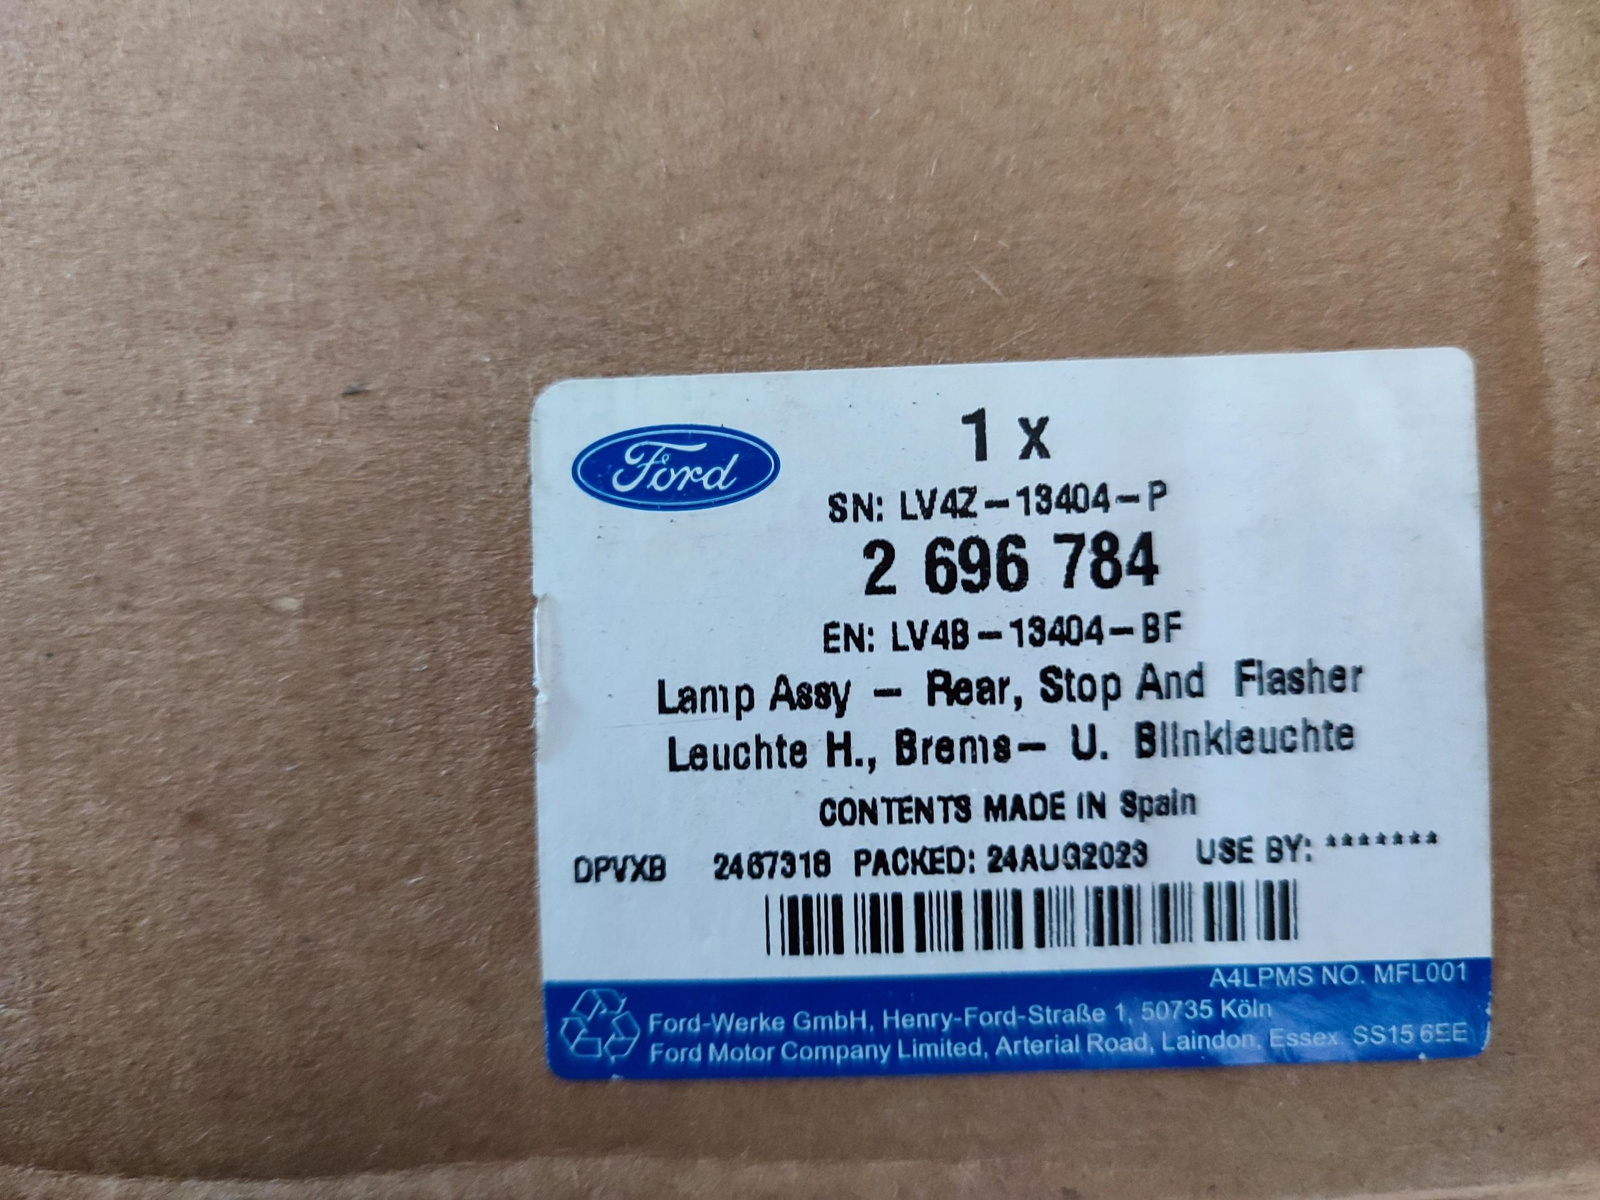 Ford
1 x
SN: LV4Z-13404-P
2 696 784
EN: LV4B-13404-BF
Lamp Assy - Rear, Stop And Flasher
Leuchte H., Brems- U. Blinkleuchte
CONTENTS MADE IN Spain
DPVXB 2467318 PACKED: 24AUG2023 USE BY: *******
A4LPMS NO. MFL001
Ford-Werke GmbH, Henry-Ford-Straße 1, 50735 Köln
Ford Motor Company Limited, Arterial Road, Laindon, Essex SS15 6EE